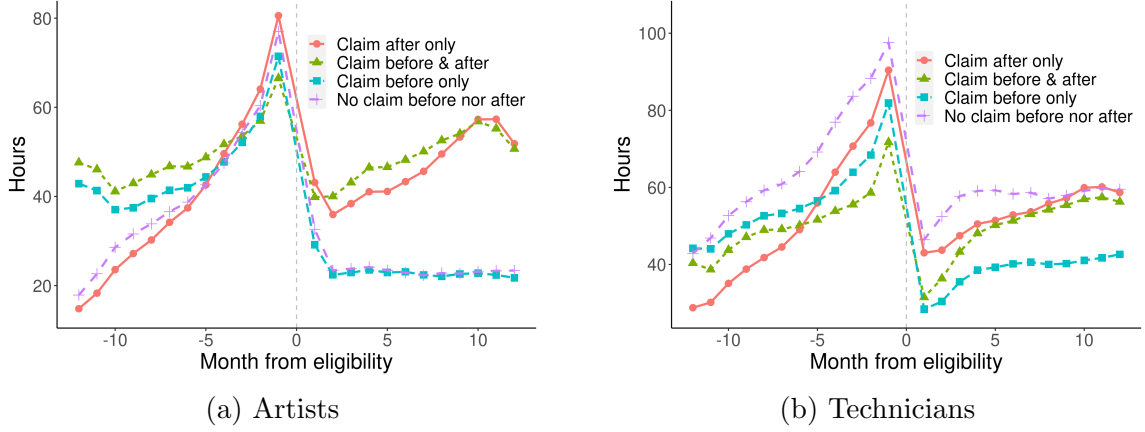 80
60
40
20
Hours
Claim after only
Claim before & after
Claim before only
No claim before nor after
-10 -5 0 5 10
Month from eligibility
(a) Artists
100
80
60
40
Hours
Claim after only
Claim before & after
Claim before only
No claim before nor after
-10 -5 0 5 10
Month from eligibility
(b) Technicians